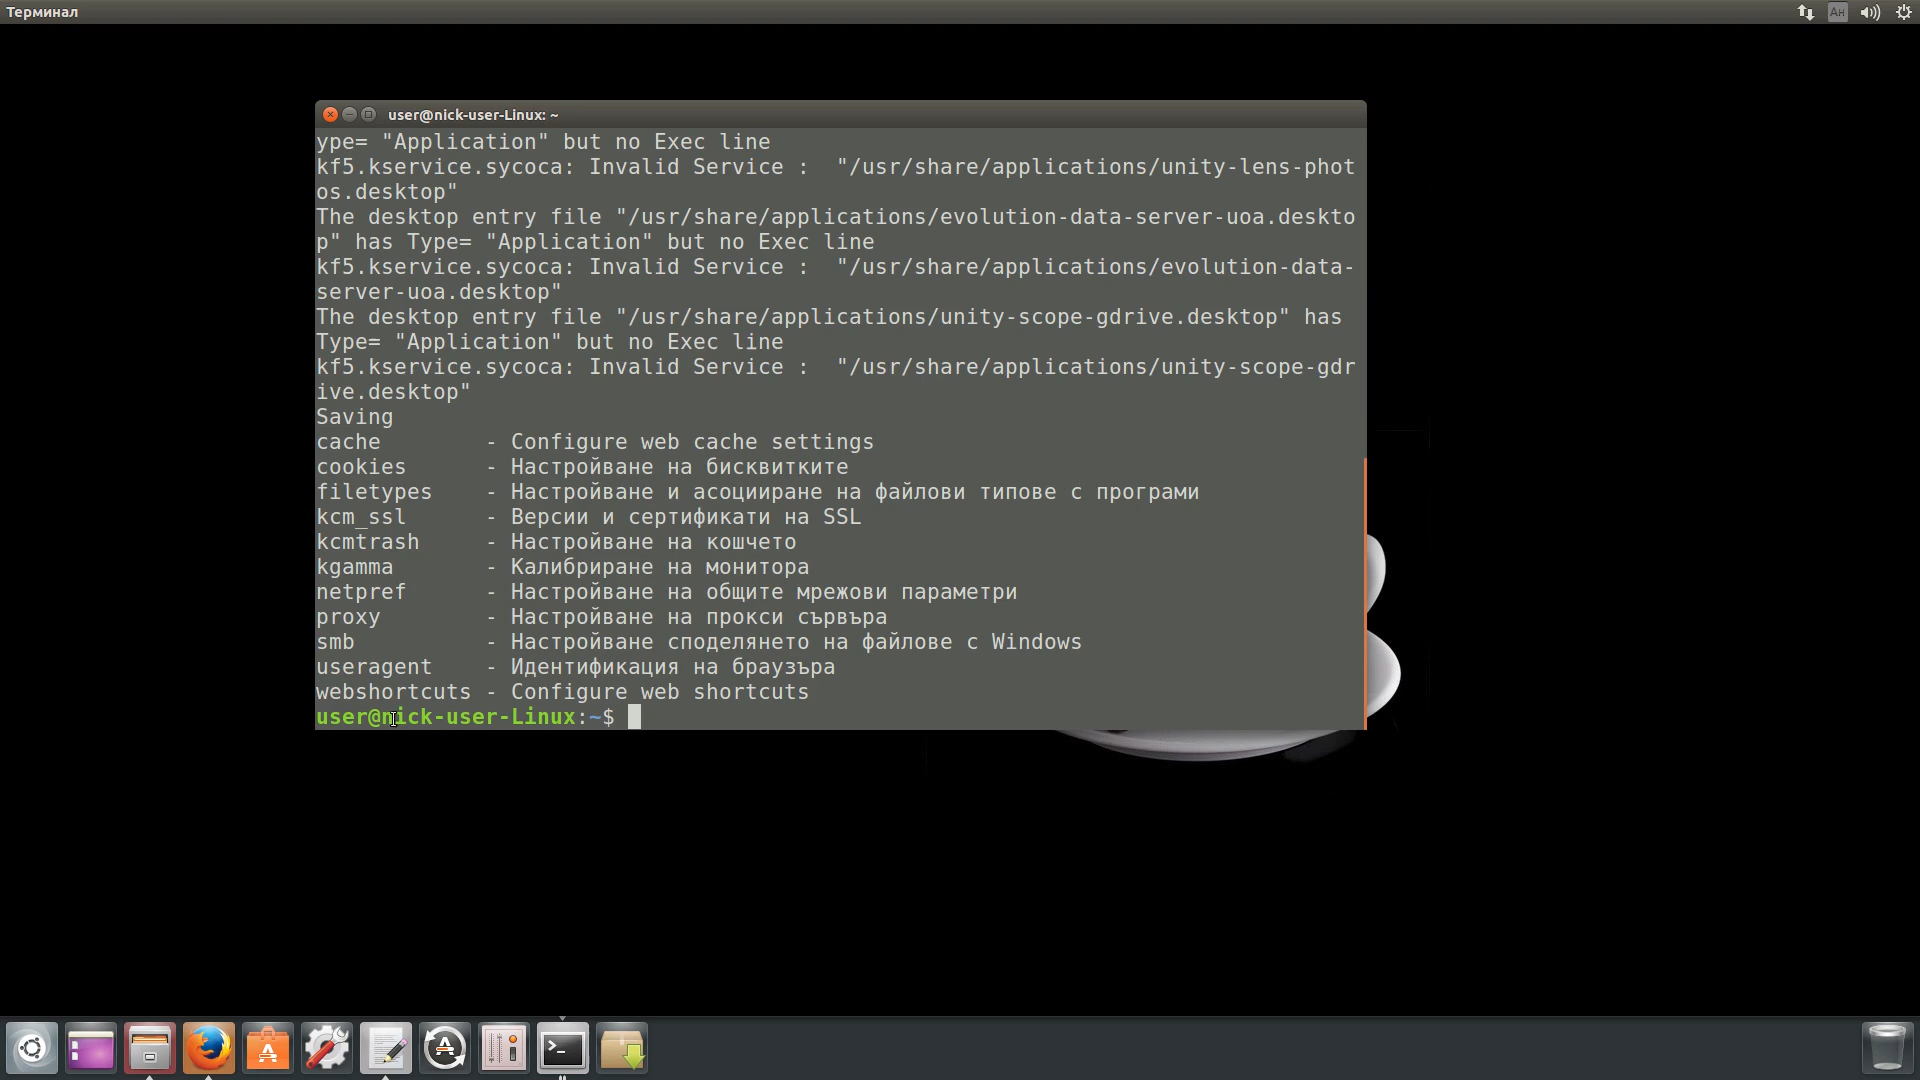 Терминал
Ан
user@nick-user-Linux: ~
ype= "Application" but no Exec line
kf5.kservice.sycoca: Invalid Service :  "/usr/share/applications/unity-lens-phot
os.desktop"
The desktop entry file "/usr/share/applications/evolution-data-server-uoa.deskto
p" has Type= "Application" but no Exec line
kf5.kservice.sycoca: Invalid Service :  "/usr/share/applications/evolution-data-
server-uoa.desktop"
The desktop entry file "/usr/share/applications/unity-scope-gdrive.desktop" has
Type= "Application" but no Exec line
kf5.kservice.sycoca: Invalid Service :  "/usr/share/applications/unity-scope-gdr
ive.desktop"
Saving
cache        - Configure web cache settings
cookies      - Настройване на бисквитките
filetypes    - Настройване и асоцииране на файлови типове с програми
kcm_ssl      - Версии и сертификати на SSL
kcmtrash     - Настройване на кошчето
kgamma       - Калибриране на монитора
netpref      - Настройване на общите мрежови параметри
proxy        - Настройване на прокси сървъра
smb          - Настройване споделянето на файлове с Windows
useragent    - Идентификация на браузъра
webshortcuts - Configure web shortcuts
user@nick-user-Linux:~$